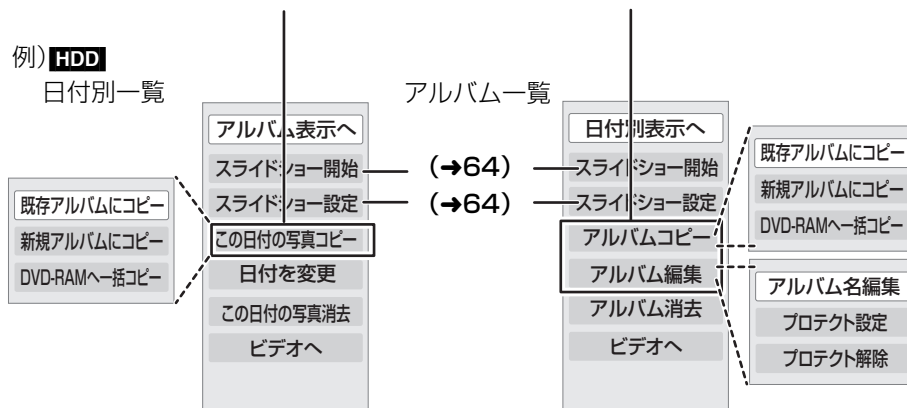 例）HDD
日付別一覧
アルバム表示へ
スライドショー開始
スライドショー設定
この日付の写真コピー
日付を変更
この日付の写真消去
ビデオへ
既存アルバムにコピー
新規アルバムにコピー
DVD-RAMへ一括コピー
(➔64)
(➔64)
アルバム一覧
日付別表示へ
スライドショー開始
スライドショー設定
アルバムコピー
アルバム編集
アルバム消去
ビデオへ
既存アルバムにコピー
新規アルバムにコピー
DVD-RAMへ一括コピー
アルバム名編集
プロテクト設定
プロテクト解除